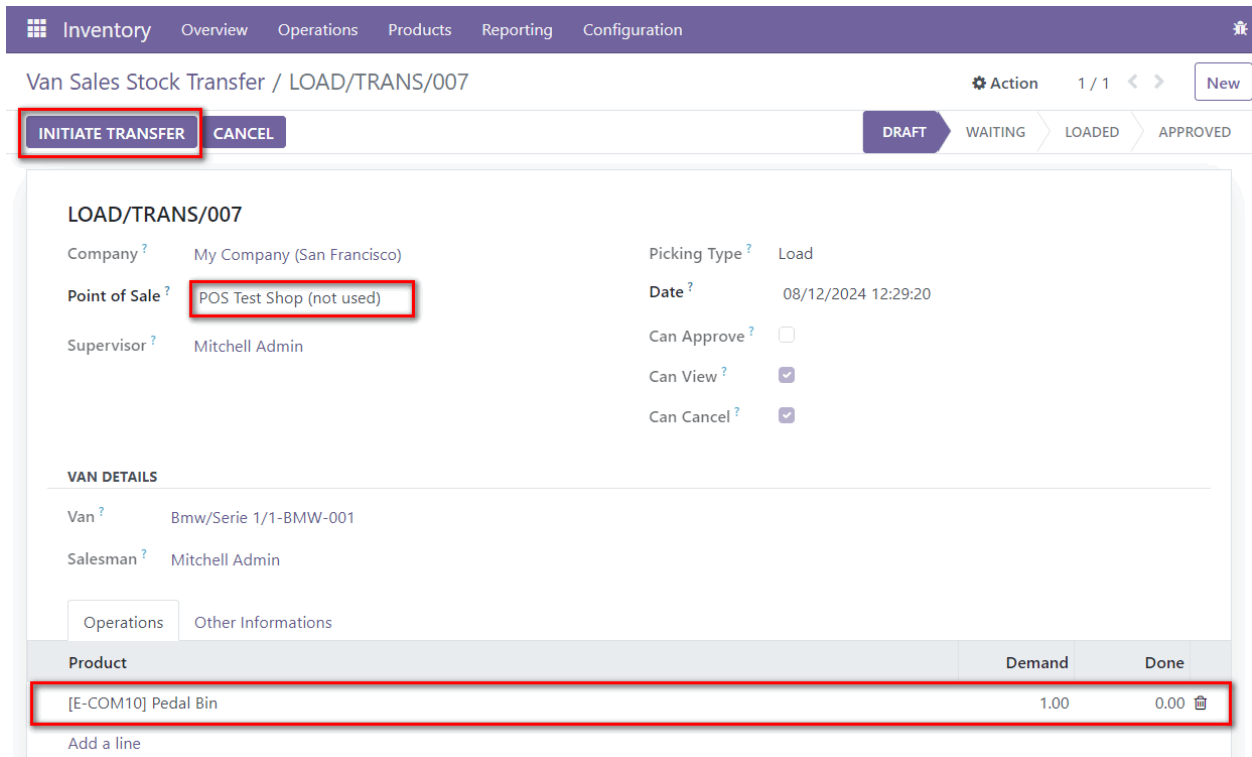 Inventory Overview Operations Products Reporting Configuration
Van Sales Stock Transfer / LOAD/TRANS/007 Action 1 / 1 New
INITIATE TRANSFER CANCEL DRAFT WAITING LOADED APPROVED
LOAD/TRANS/007
Company ? My Company (San Francisco) Picking Type ? Load
Point of Sale ? POS Test Shop (not used) Date ? 08/12/2024 12:29:20
Supervisor ? Mitchell Admin Can Approve ?
Can View ?
Can Cancel ?
VAN DETAILS
Van ? Bmw/Serie 1/1-BMW-001
Salesman ? Mitchell Admin
Operations Other Informations
Product Demand Done
[E-COM10] Pedal Bin 1.00 0.00
Add a line